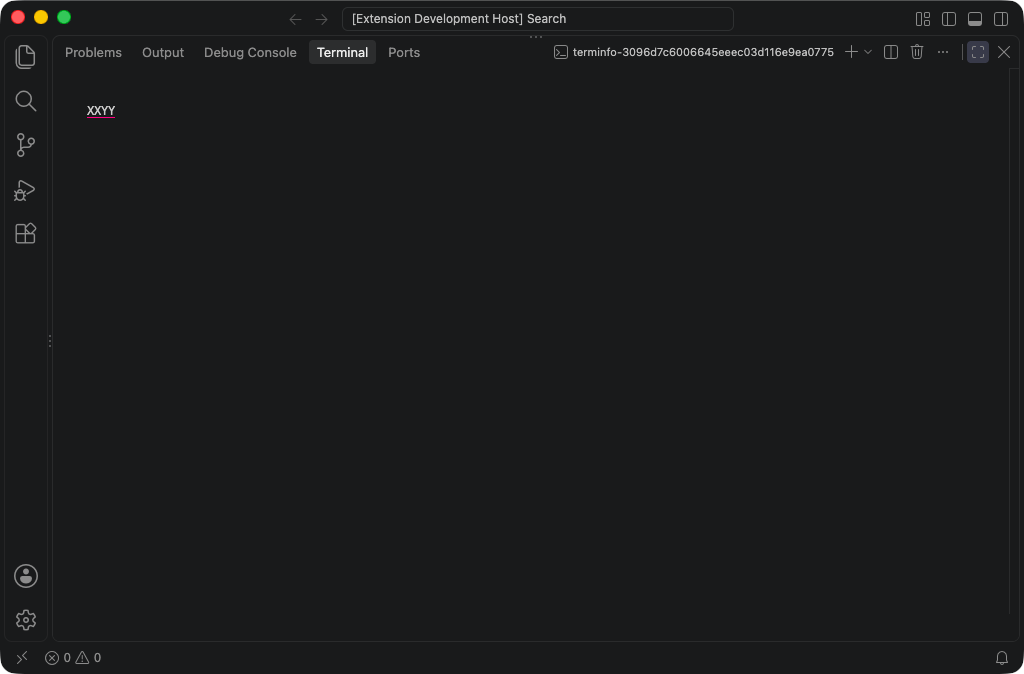 [Extension Development Host] Search
Problems Output Debug Console Terminal Ports terminfo-3096d7c6006645eeec03d116e9ea0775
XXYY
0 0